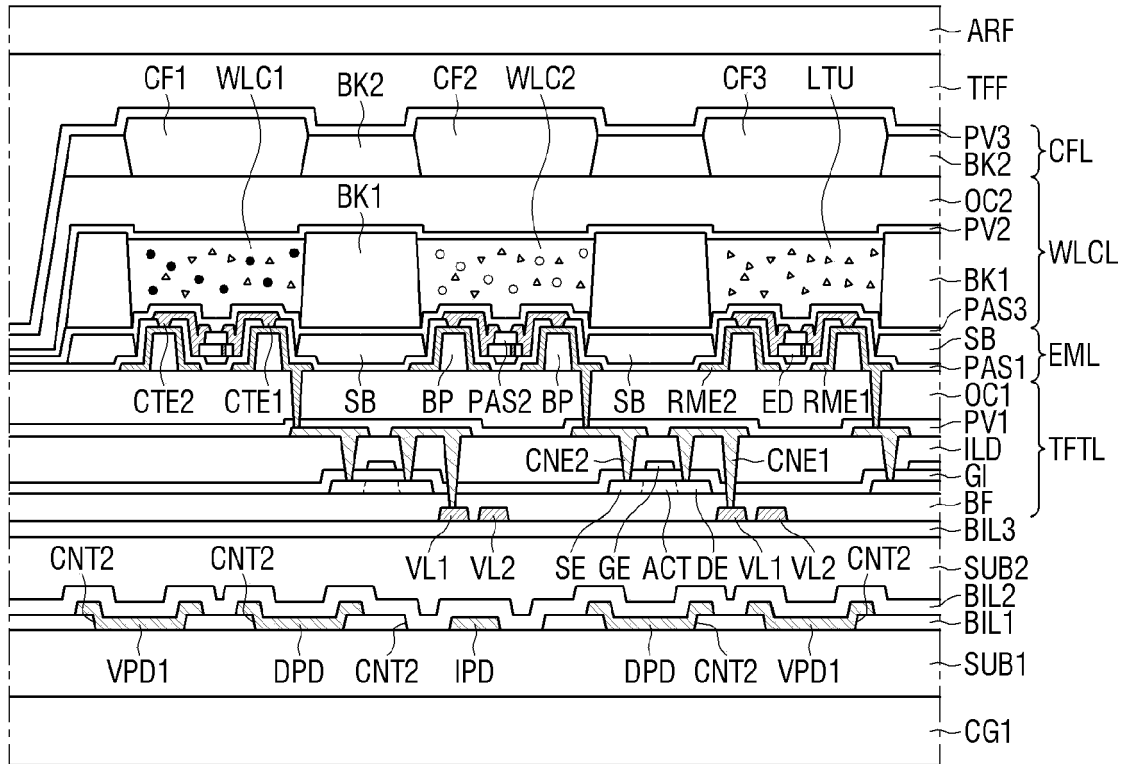 ARF
CF1 WLC1 BK2 CF2 WLC2 CF3 LTU TFF
PV3
BK2
CFL
BK1
OC2
PV2
WLCL
BK1
PAS3
SB
EML
PAS1
CTE2 CTE1 SB BP PAS2 BP SB RME2 ED RME1 OC1
PV1
TFTL
CNE2 CNE1 ILD
GI
BF
BIL3
CNT2 VL1 VL2 SE GE ACT DE VL1 VL2 CNT2
SUB2
BIL2
BIL1
VPD1 DPD CNT2 IPD DPD CNT2 VPD1 SUB1
CG1